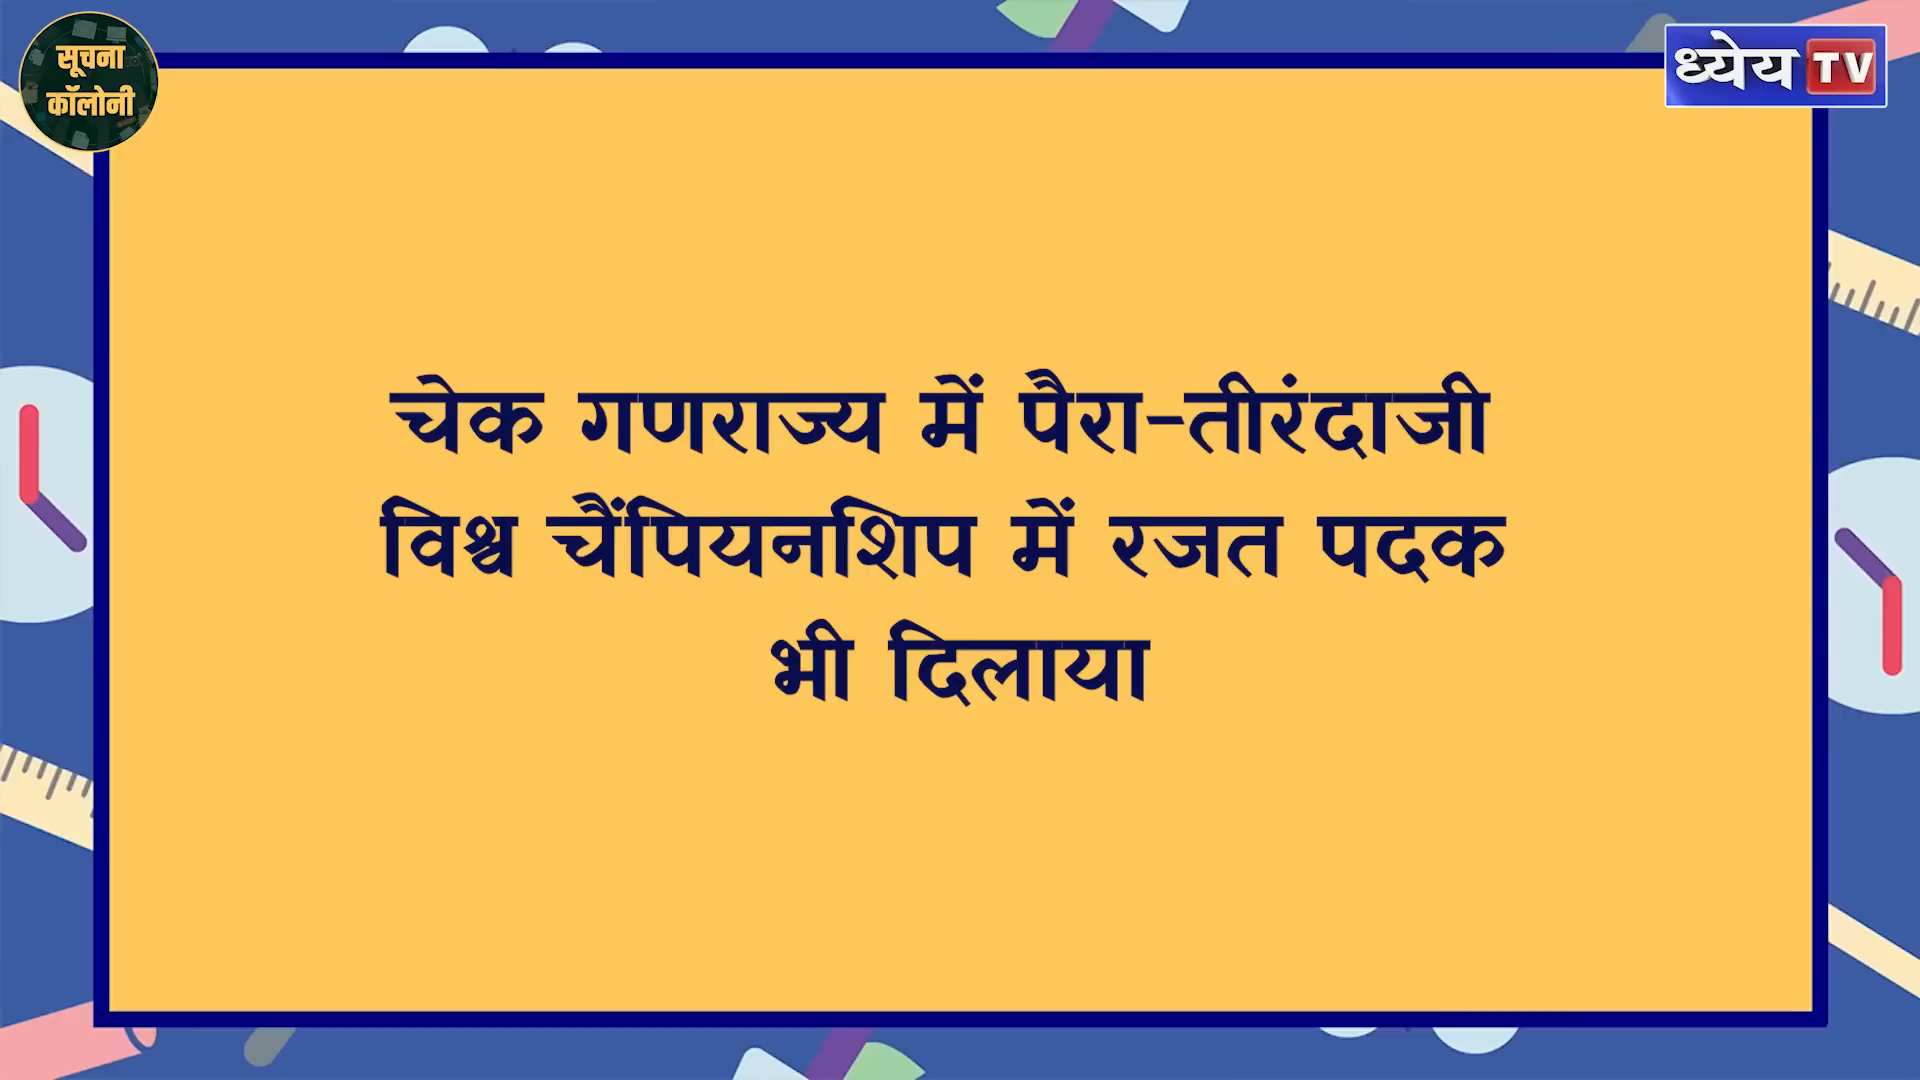 सूचना
कॉलोनी
ध्येय TV
चेक गणराज्य में पैरा-तीरंदाजी
विश्व चैंपियनशिप में रजत पदक
भी दिलाया